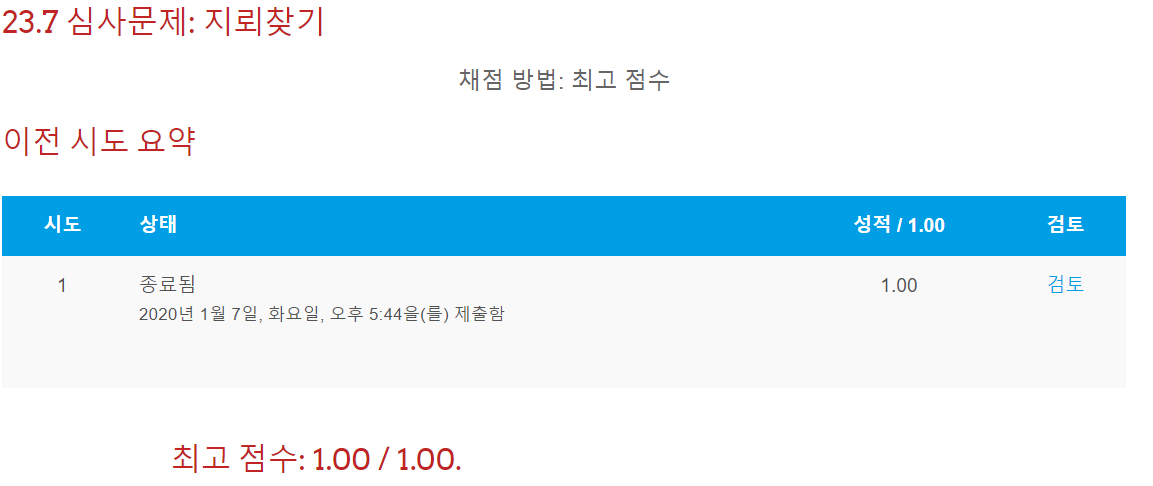 23.7 심사문제: 지뢰찾기
채점 방법: 최고 점수
이전 시도 요약
시도 상태 성적 / 1.00 검토
1 종료됨 1.00 검토
2020년 1월 7일, 화요일, 오후 5:44을(를) 제출함
최고 점수: 1.00 / 1.00.